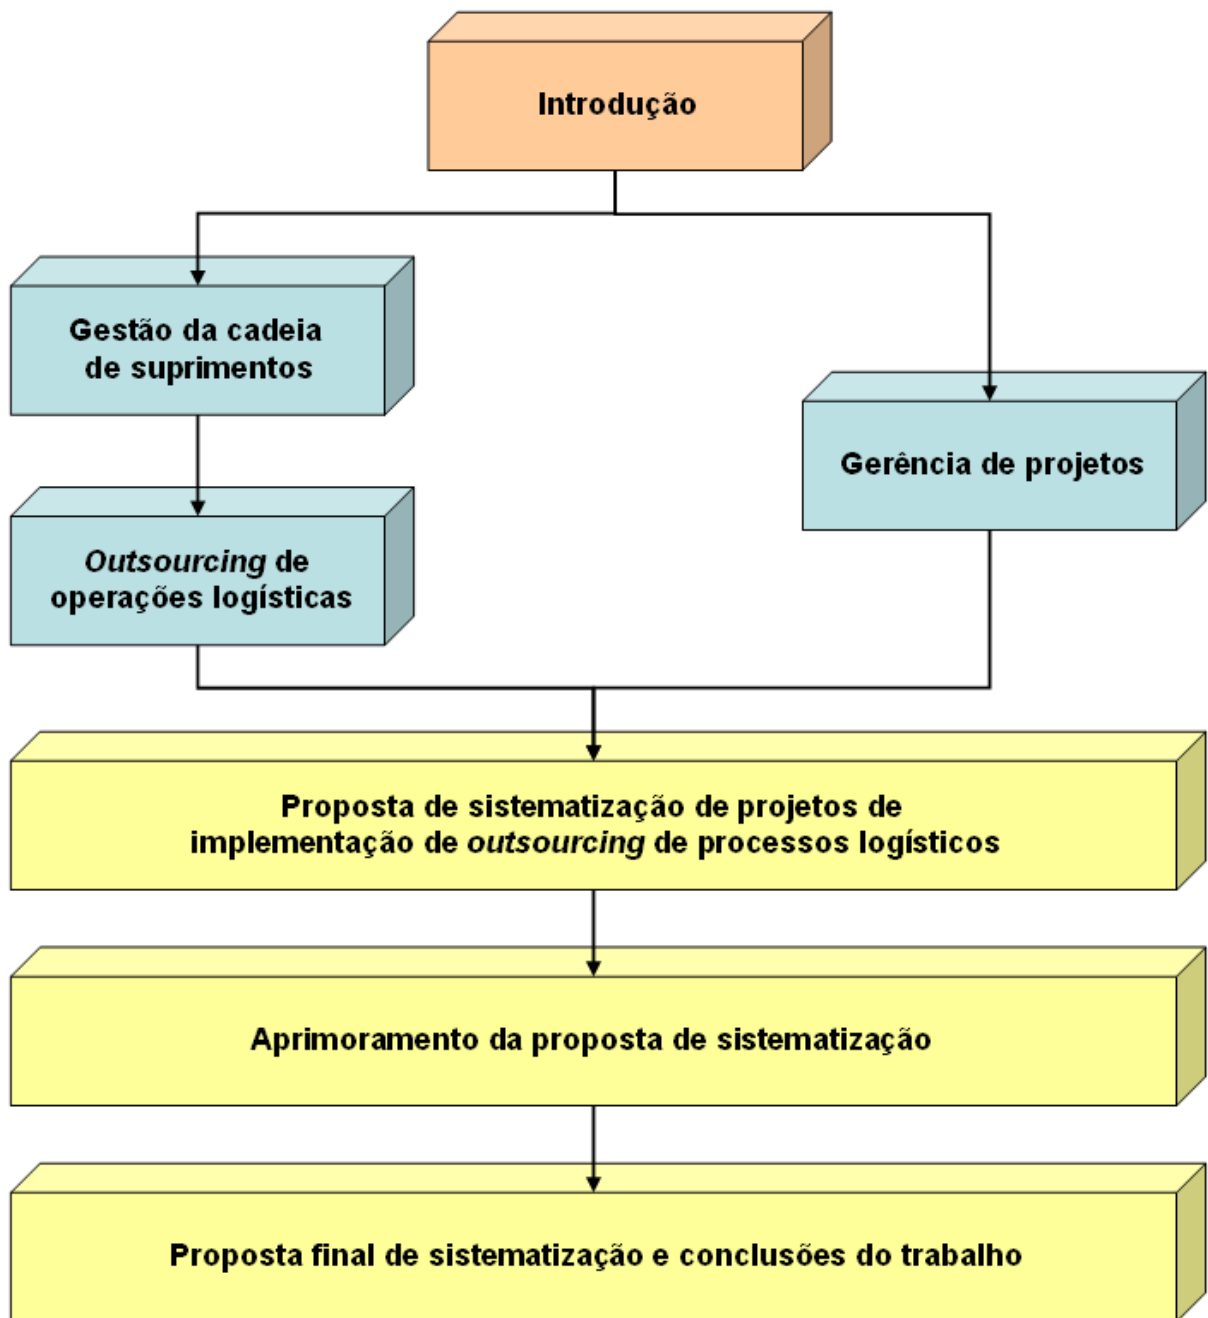 Introdução
Gestão da cadeia
de suprimentos
Gerência de projetos
Outsourcing de
operações logísticas
Proposta de sistematização de projetos de
implementação de outsourcing de processos logísticos
Aprimoramento da proposta de sistematização
Proposta final de sistematização e conclusões do trabalho